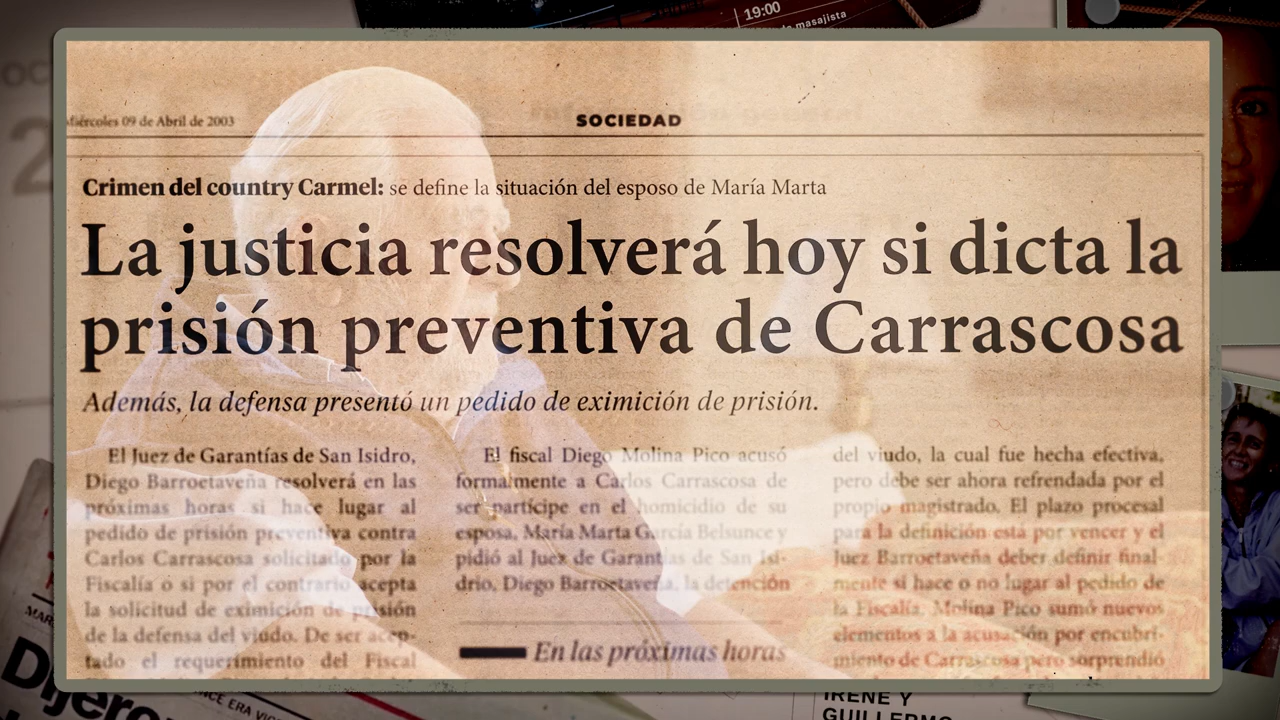 19:00
de masajista
Miércoles 09 de Abril de 2003
SOCIEDAD
Crimen del country Carmel: se define la situación del esposo de María Marta
La justicia resolverá hoy si dicta la
prisión preventiva de Carrascosa
Además, la defensa presentó un pedido de eximición de prisión.
El Juez de Garantías de San Isidro,
Diego Barroetaveña resolverá en las
próximas horas si hace lugar al
pedido de prisión preventiva contra
Carlos Carrascosa solicitado por la
Fiscalía o si por el contrario acepta
la solicitud de eximición de prisión
de la defensa del viudo. De ser acep-
tado el requerimiento del Fiscal
El fiscal Diego Molina Pico acusó
formalmente a Carlos Carrascosa de
ser partícipe en el homicidio de su
esposa, María Marta García Belsunce y
pidió al Juez de Garantías de San Isi-
drio, Diego Barroetaveña, la detención
En las próximas horas
del viudo, la cual fue hecha efectiva,
pero debe ser ahora refrendada por el
propio magistrado. El plazo procesal
para la definición está por vencer y el
Juez Barroetaveña deber definir final-
mente si hace o no lugar al pedido de
la Fiscalía. Molina Pico sumó nuevos
elementos a la acusación por encubri-
miento de Carrascosa pero sorprendió
Dijero
IRENE Y
GUILLERMO